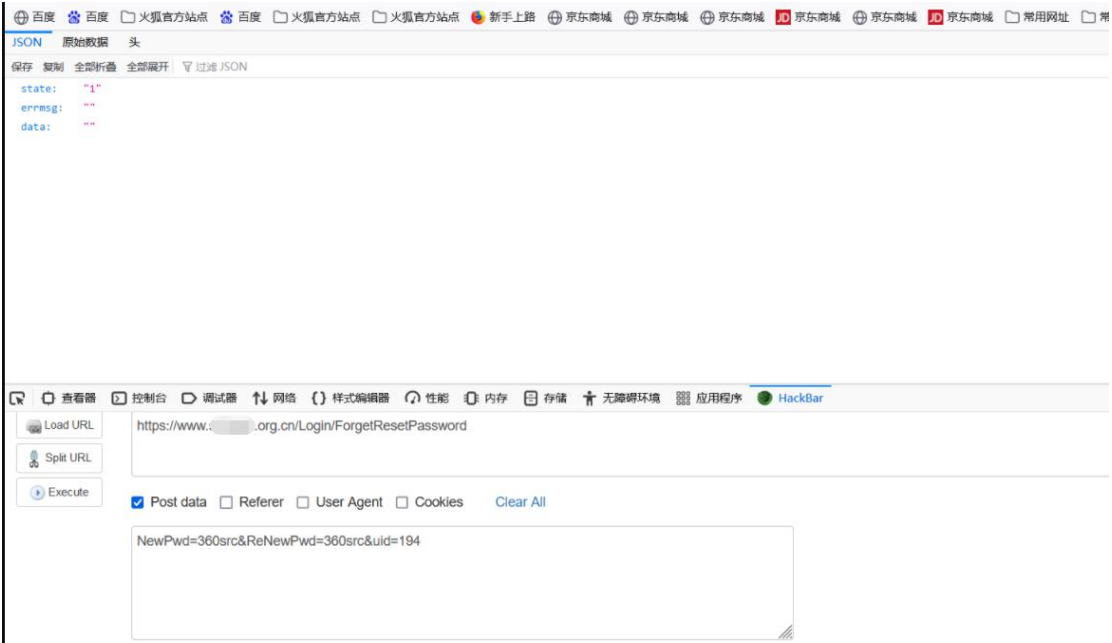 百度 百度 火狐官方站点 百度 火狐官方站点 火狐官方站点 新手上路 京东商城 京东商城 京东商城 JD 京东商城 京东商城 JD 京东商城 常用网址
JSON 原始数据 头
保存 复制 全部折叠 全部展开 过滤 JSON
state: "1"
errmsg: ""
data: ""
查看器 控制台 调试器 网络 {} 样式编辑器 性能 内存 存储 无障碍环境 应用程序 HackBar
Load URL https://www. .org.cn/Login/ForgetResetPassword
Split URL
Execute
Post data Referer User Agent Cookies Clear All
NewPwd=360src&ReNewPwd=360src&uid=194